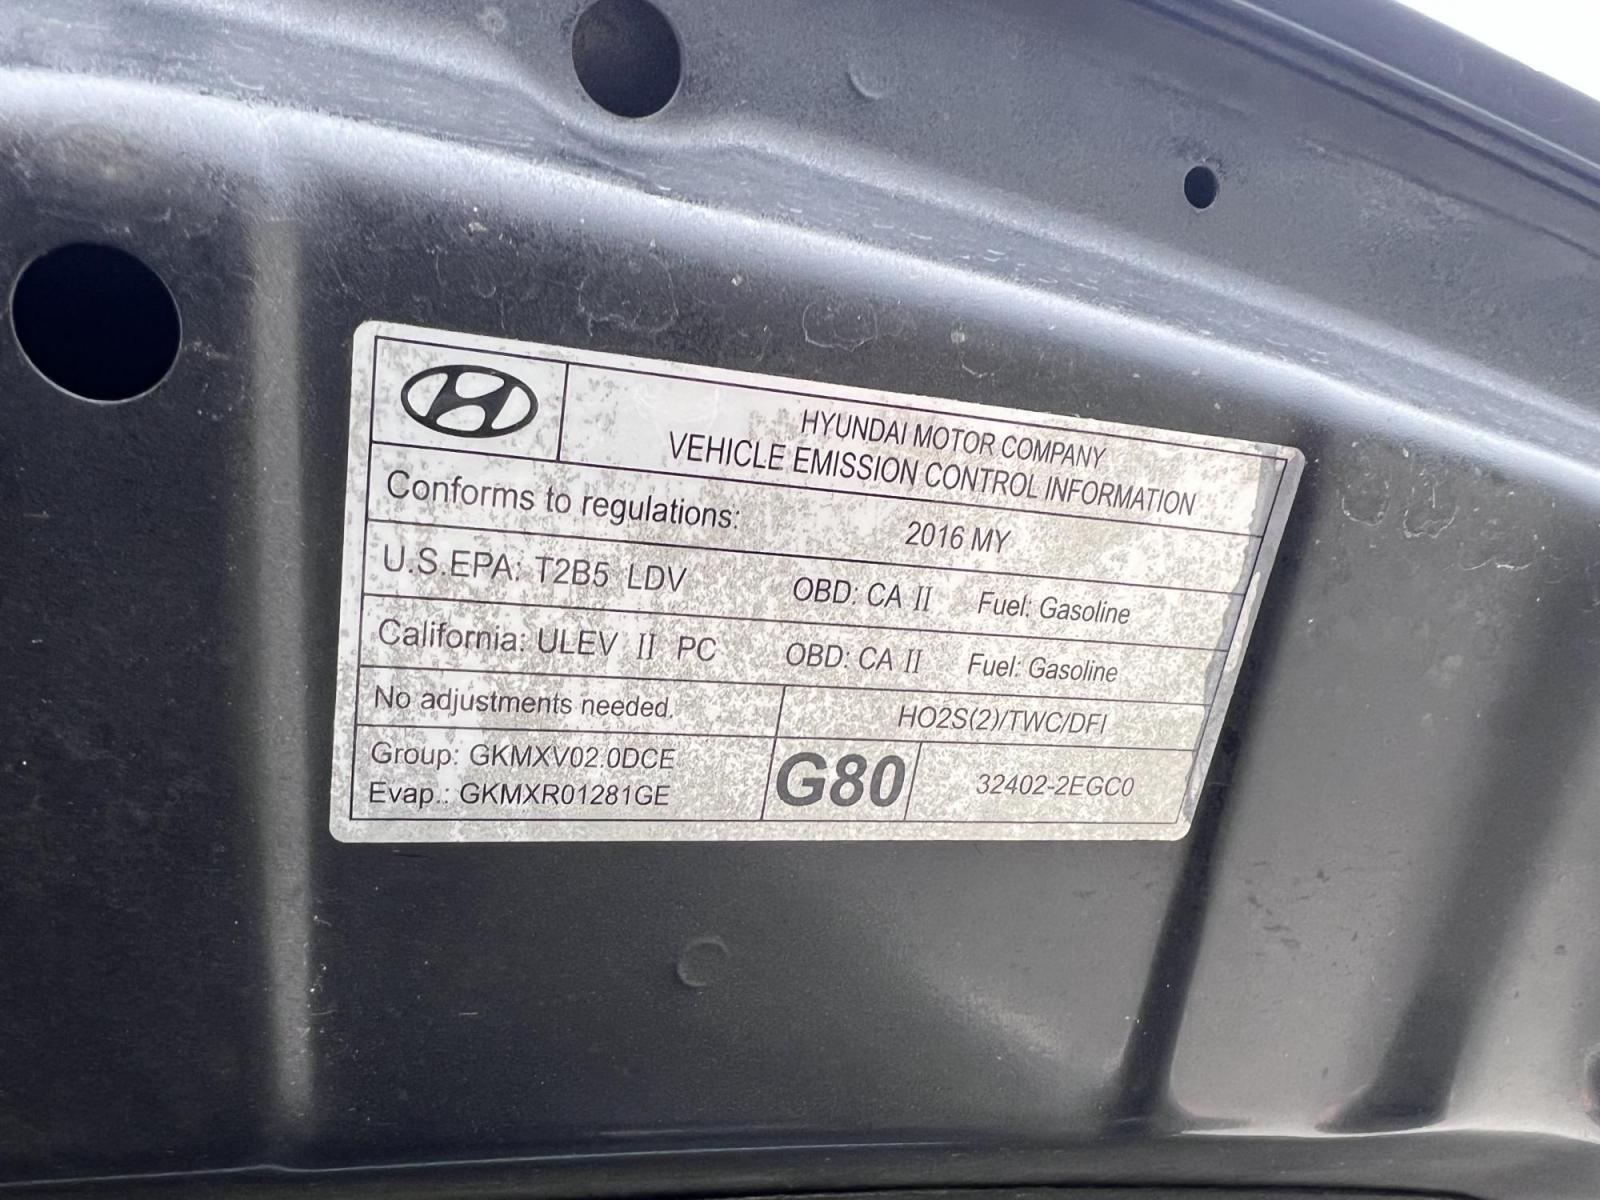 HYUNDAI MOTOR COMPANY
VEHICLE EMISSION CONTROL INFORMATION
Conforms to regulations: 2016 MY
U.S.EPA: T2B5 LDV OBD: CA II Fuel: Gasoline
California: ULEV II PC OBD: CA II Fuel: Gasoline
No adjustments needed. HO2S(2)/TWC/DFI
Group: GKMXV02.0DCE
Evap.: GKMXR01281GE
G80
32402-2EGC0